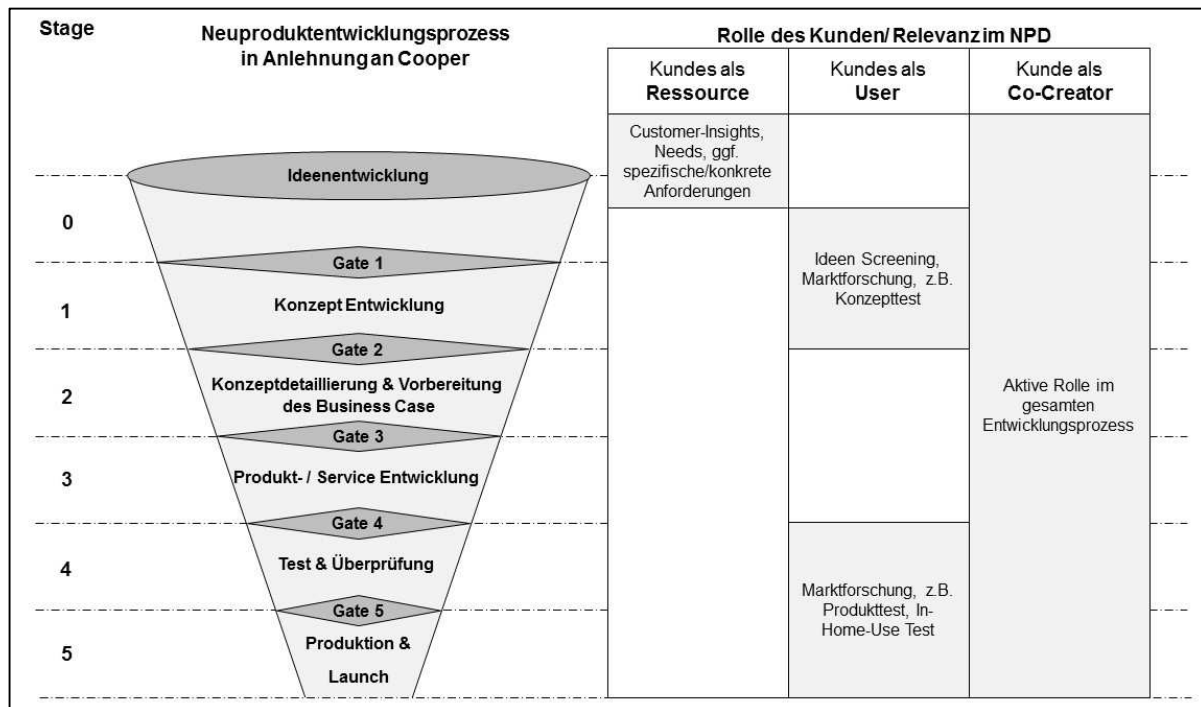 Stage
Neuproduktentwicklungsprozess
in Anlehnung an Cooper
Rolle des Kunden/ Relevanz im NPD
Kundes als
Ressource
Kundes als
User
Kunde als
Co-Creator
Customer-Insights,
Needs, ggf.
spezifische/konkrete
Anforderungen
Ideenentwicklung
0
Gate 1
Ideen Screening,
Marktforschung, z.B.
Konzepttest
1
Konzept Entwicklung
Gate 2
2
Konzeptdetaillierung & Vorbereitung
des Business Case
Aktive Rolle im
gesamten
Entwicklungsprozess
Gate 3
3
Produkt- / Service Entwicklung
Gate 4
4
Test & Überprüfung
Marktforschung, z.B.
Produkttest, In-
Home-Use Test
Gate 5
5
Produktion &
Launch